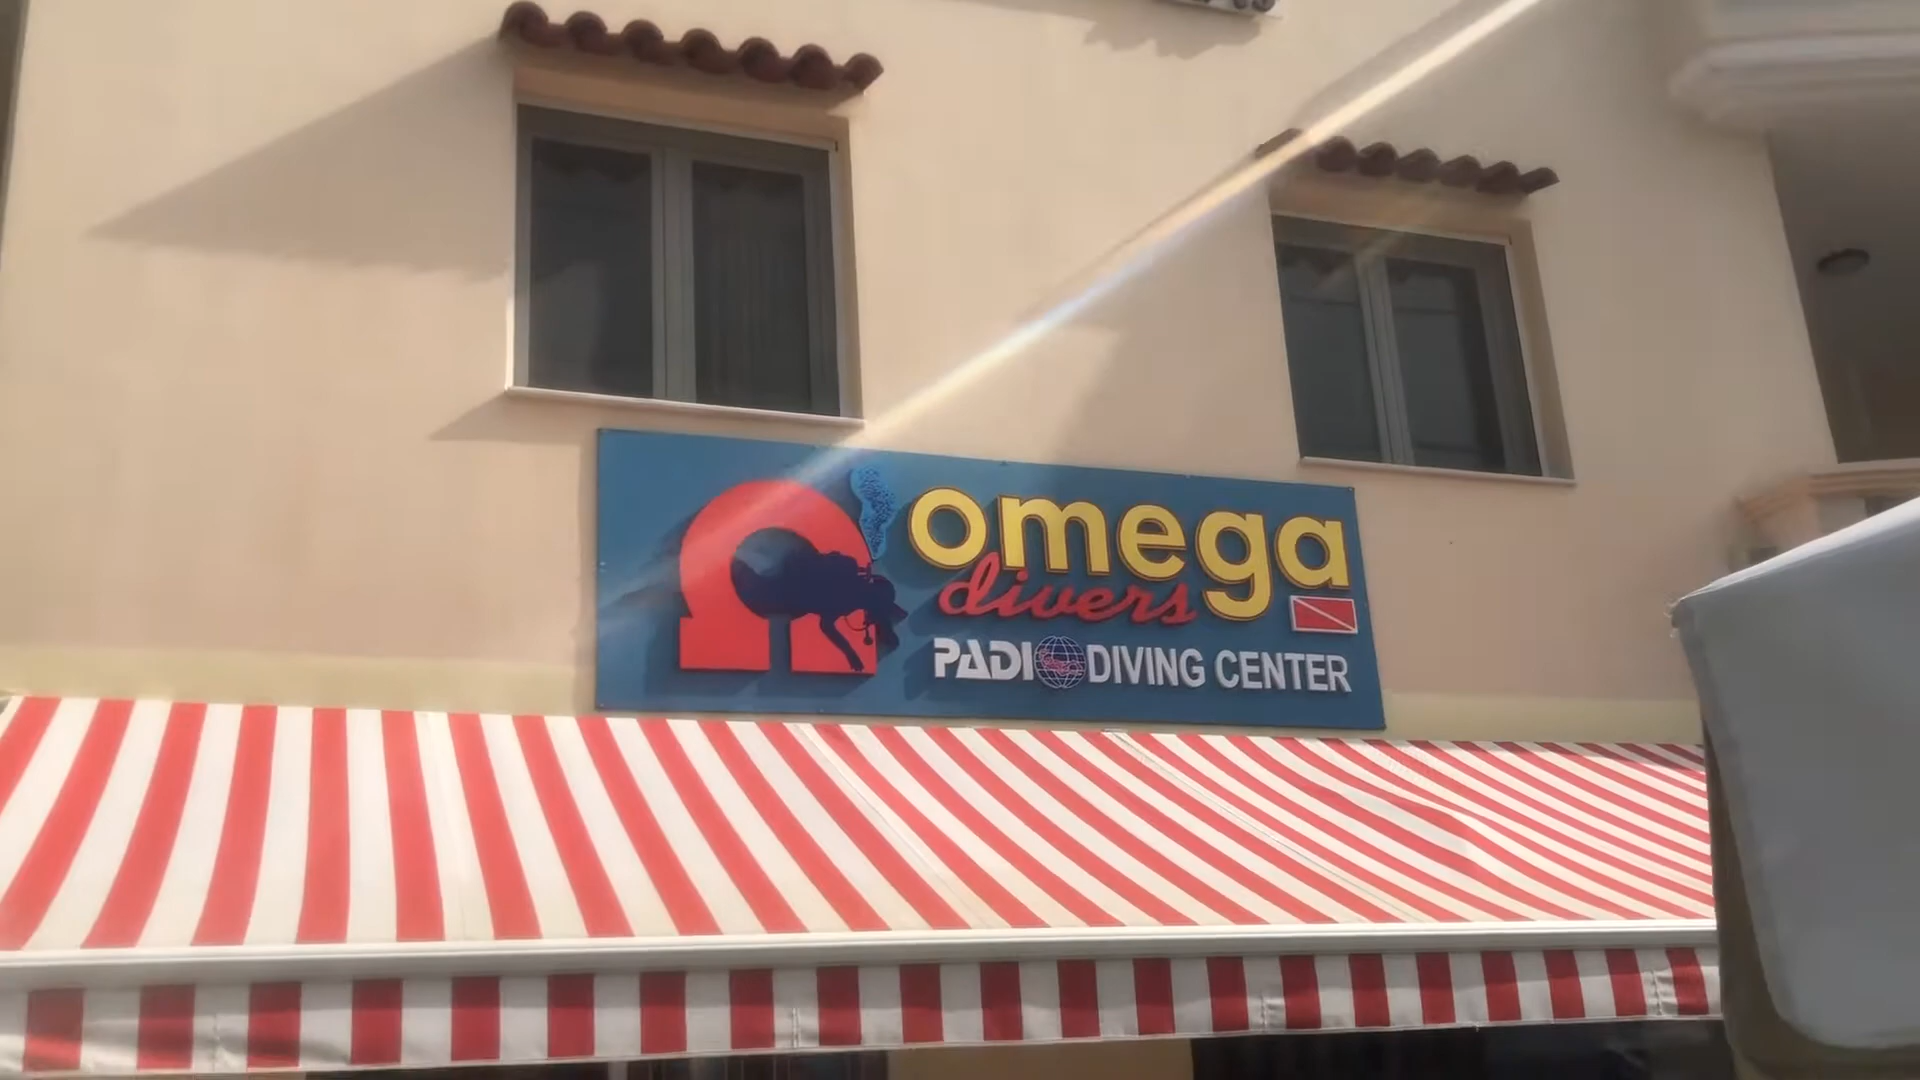 Ω omega
divers
PADI DIVING CENTER